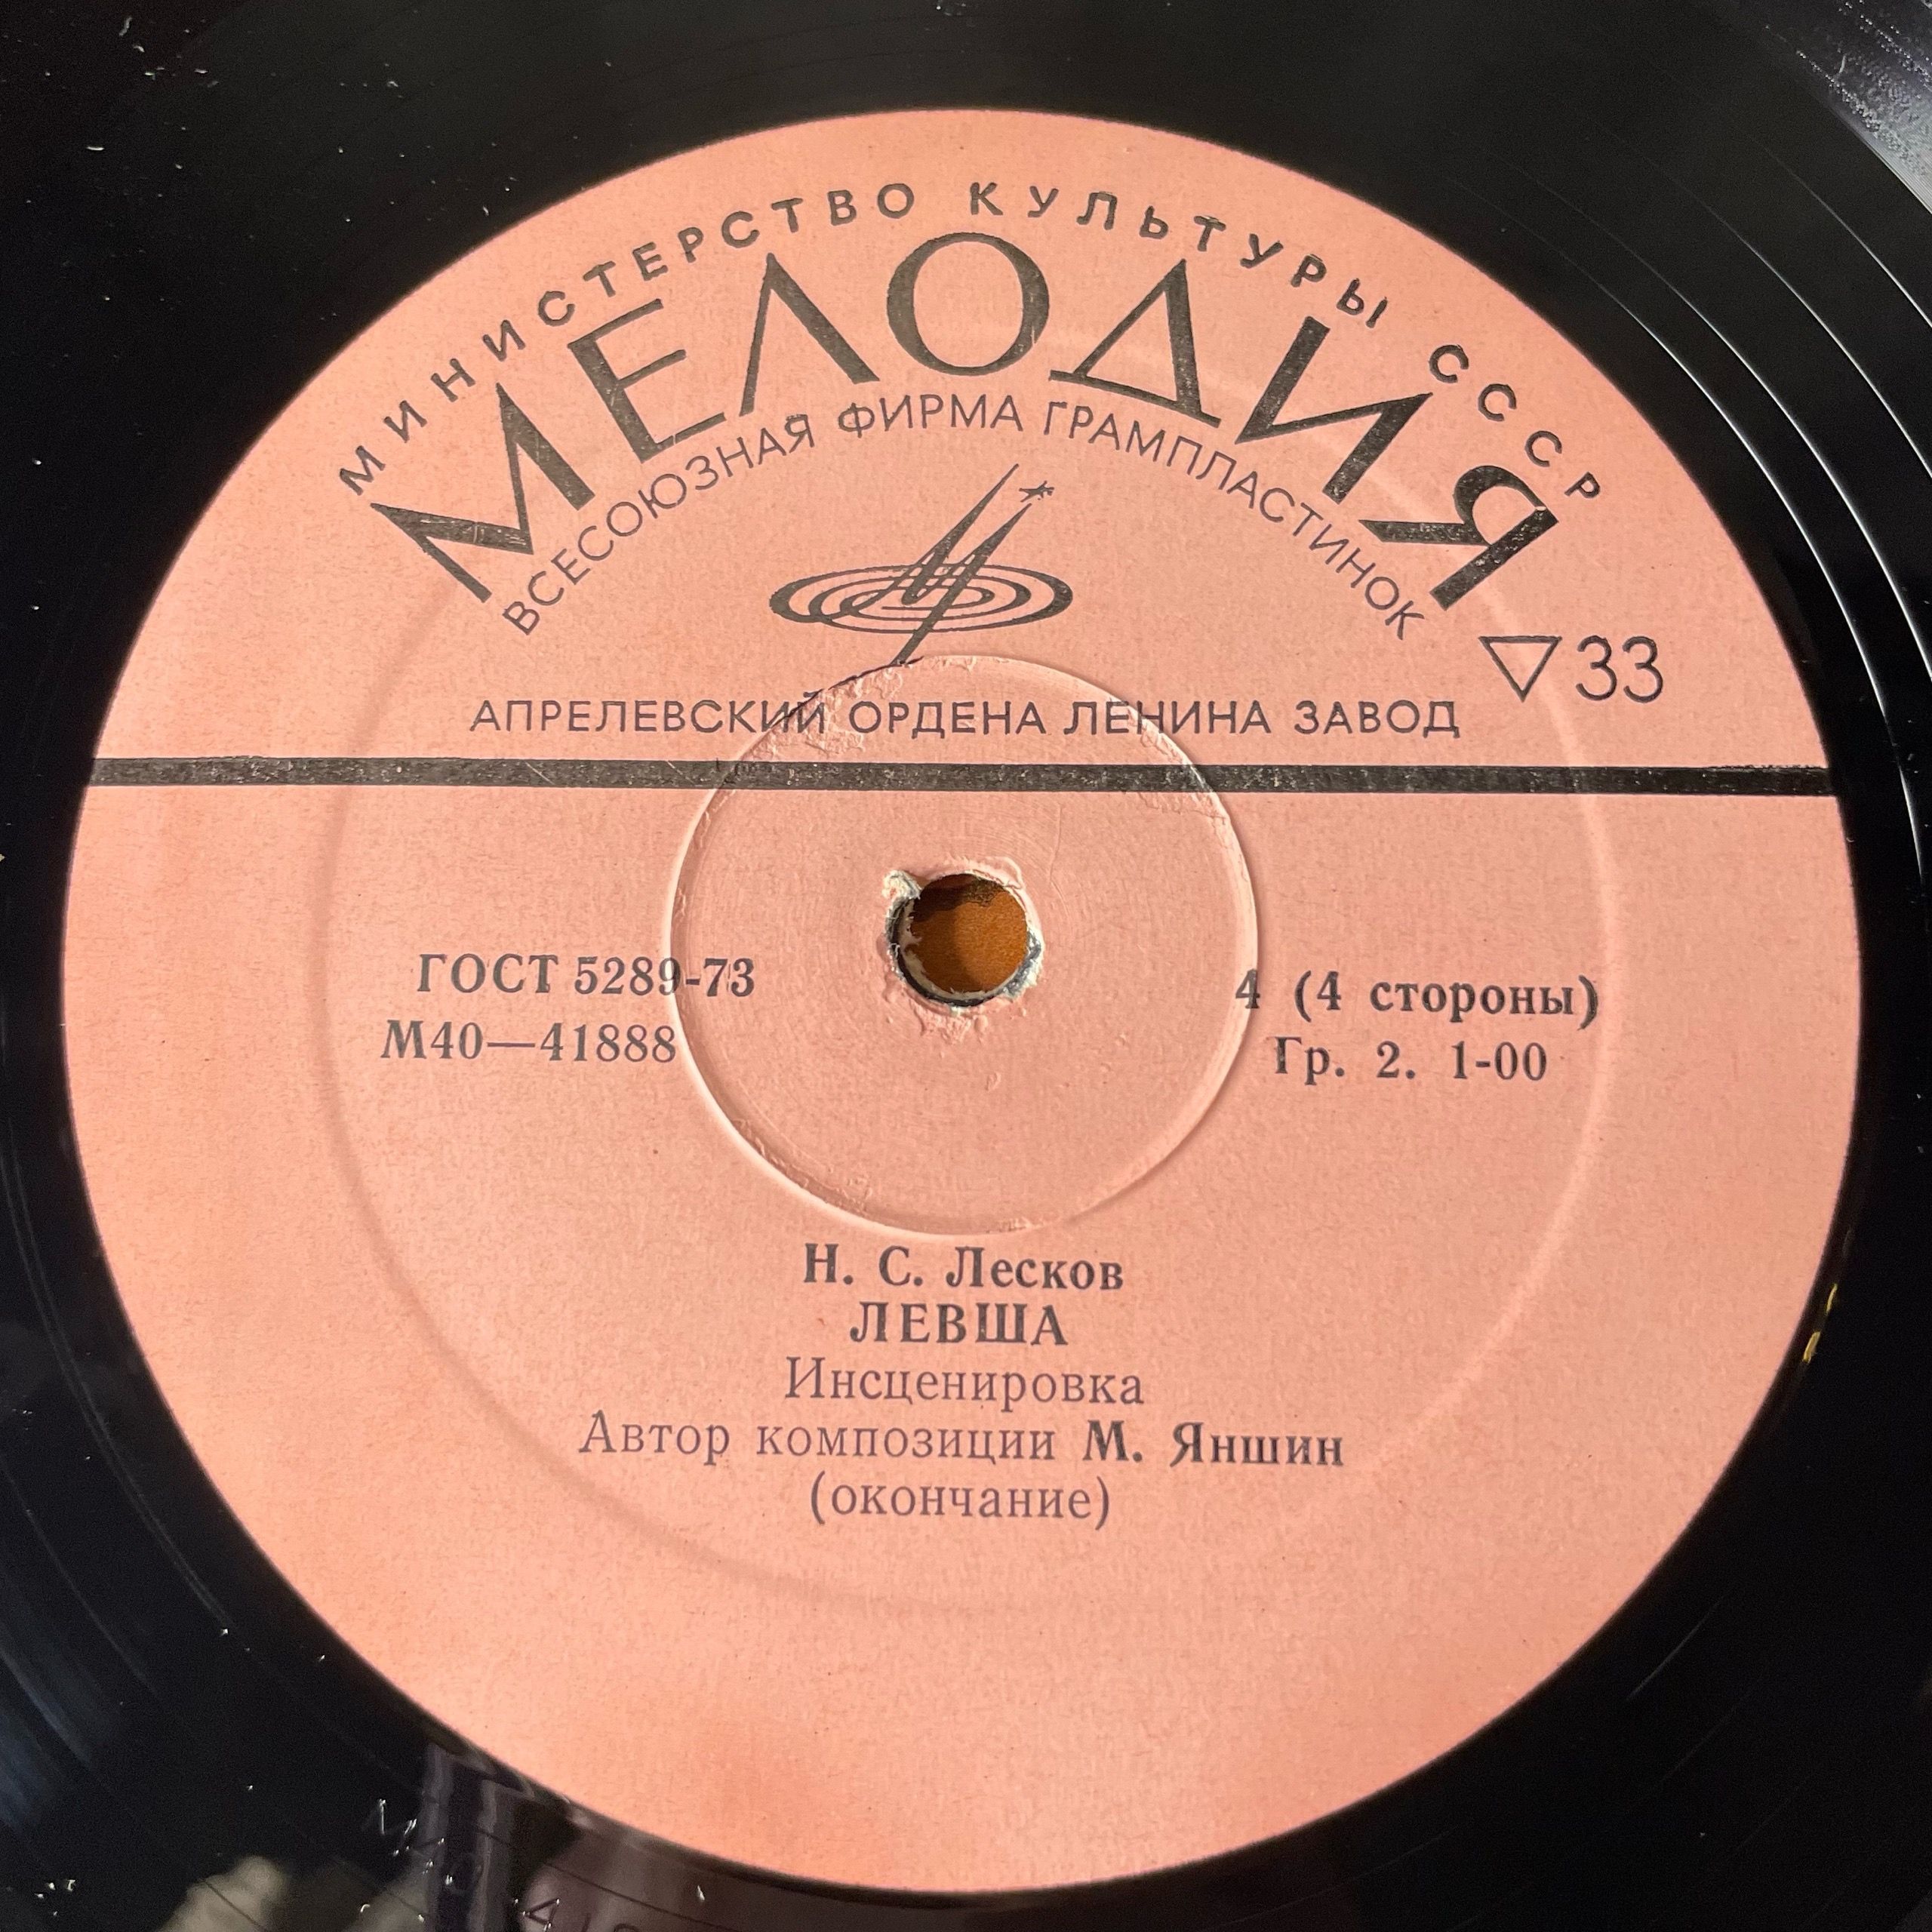 МИНИСТЕРСТВО КУЛЬТУРЫ СССР
МЕЛОДИЯ
ВСЕСОЮЗНАЯ ФИРМА ГРАМПЛАСТИНОК
▽33
АПРЕЛЕВСКИЙ ОРДЕНА ЛЕНИНА ЗАВОД
ГОСТ 5289-73
М40—41888
4 (4 стороны)
Гр. 2. 1-00
Н. С. Лесков
ЛЕВША
Инсценировка
Автор композиции М. Яншин
(окончание)